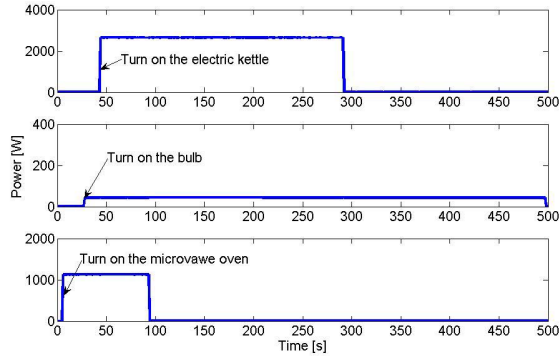 4000
2000
0
Turn on the electric kettle
0 50 100 150 200 250 300 350 400 450 500
400
200
0
Power [W]
Turn on the bulb
0 50 100 150 200 250 300 350 400 450 500
2000
1000
0
Turn on the microvawe oven
0 50 100 150 200 250 300 350 400 450 500
Time [s]